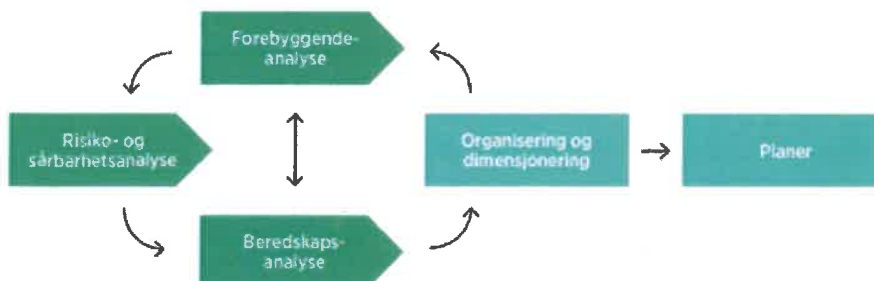 Forebyggende-
analyse
Risiko- og
sårbarhetsanalyse
Organisering og
dimensjonering
Planer
Beredskaps-
analyse